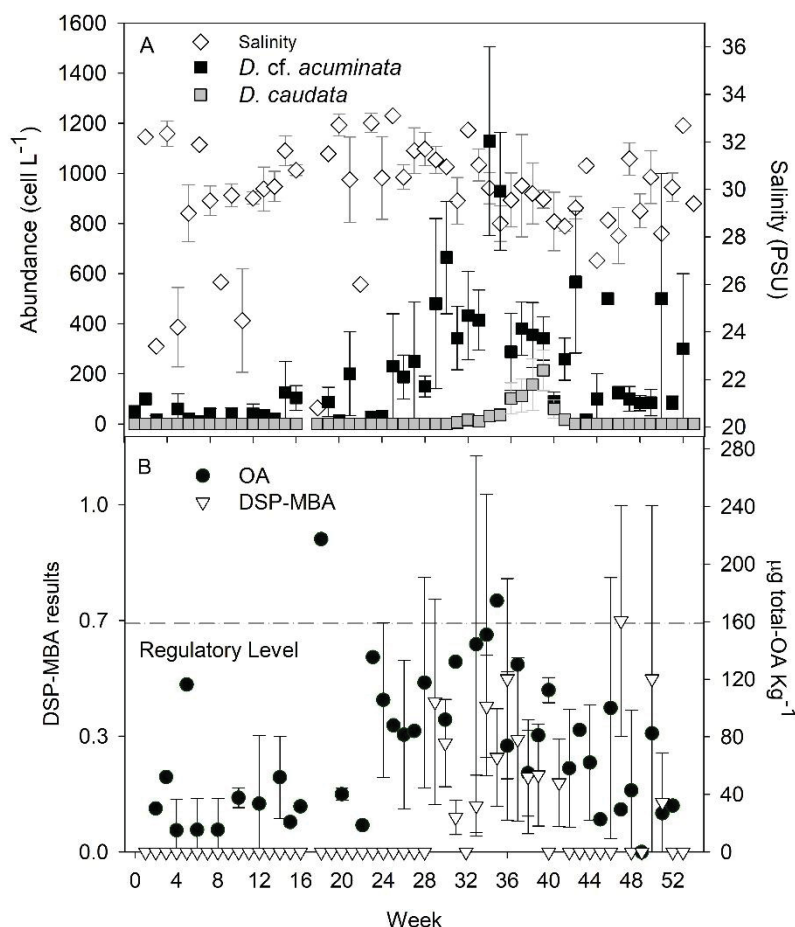 A
Salinity
D. cf. acuminata
D. caudata
1600
1400
1200
1000
800
600
400
200
0
Abundance (cell L⁻¹)
36
34
32
30
28
26
24
22
20
Salinity (PSU)
B
OA
DSP-MBA
Regulatory Level
1.0
0.7
0.3
0.0
DSP-MBA results
280
240
200
160
120
80
40
0
µg total-OA Kg⁻¹
0 4 8 12 16 20 24 28 32 36 40 44 48 52
Week